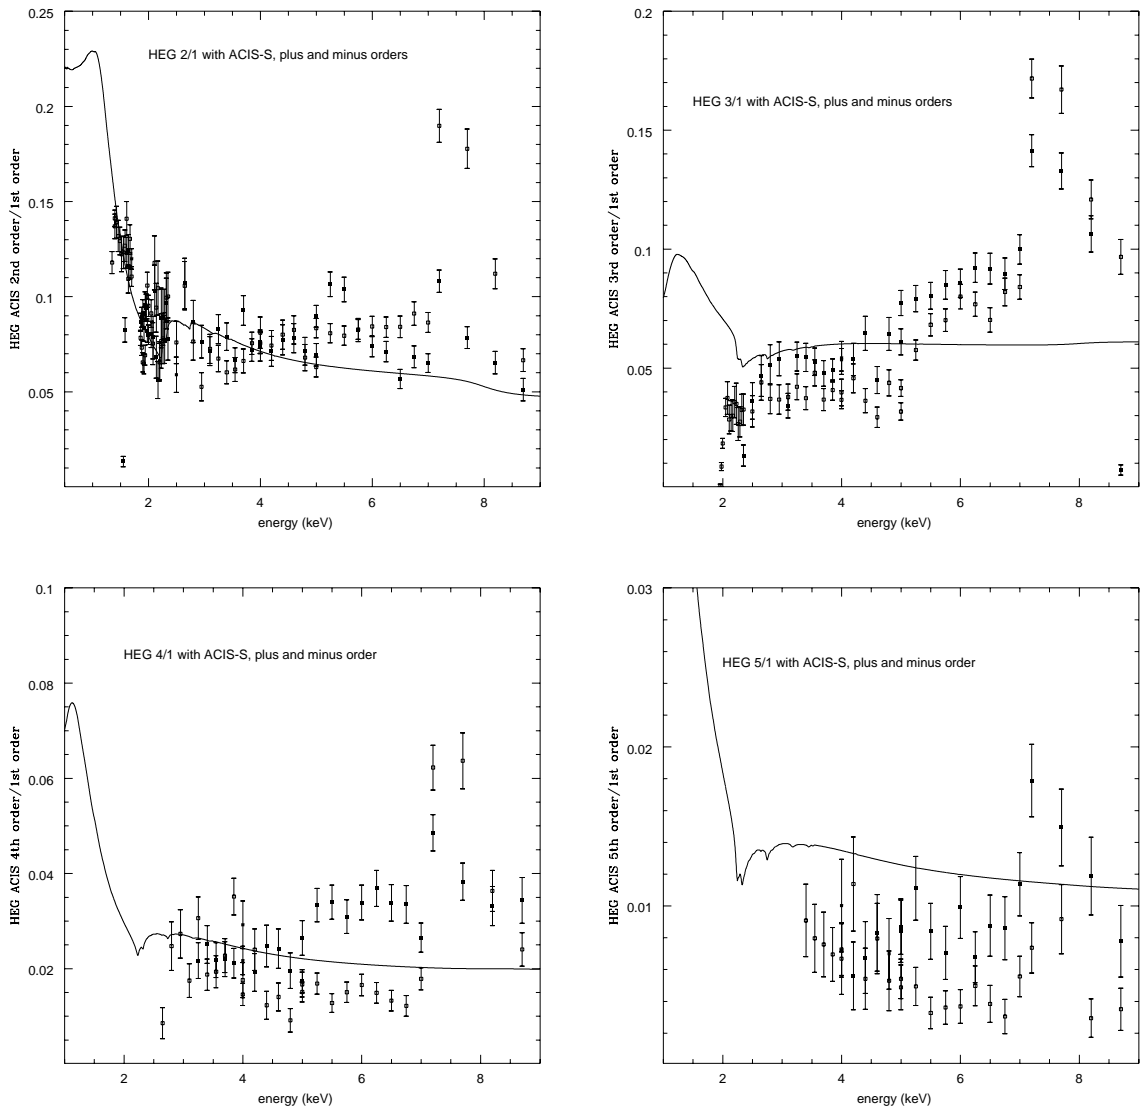 HEG 2/1 with ACIS-S, plus and minus orders
HEG ACIS 2nd order/1st order
0.25
0.2
0.15
0.1
0.05
2 4 6 8
energy (keV)
HEG 3/1 with ACIS-S, plus and minus orders
HEG ACIS 3rd order/1st order
0.2
0.15
0.1
0.05
2 4 6 8
energy (keV)
HEG 4/1 with ACIS-S, plus and minus order
HEG ACIS 4th order/1st order
0.1
0.08
0.06
0.04
0.02
2 4 6 8
energy (keV)
HEG 5/1 with ACIS-S, plus and minus order
HEG ACIS 5th order/1st order
0.03
0.02
0.01
2 4 6 8
energy (keV)